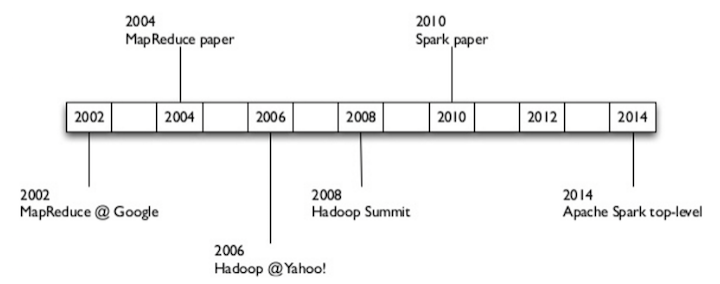 2004
MapReduce paper
2010
Spark paper
2002 2004 2006 2008 2010 2012 2014
2002
MapReduce @ Google
2008
Hadoop Summit
2014
Apache Spark top-level
2006
Hadoop @Yahoo!